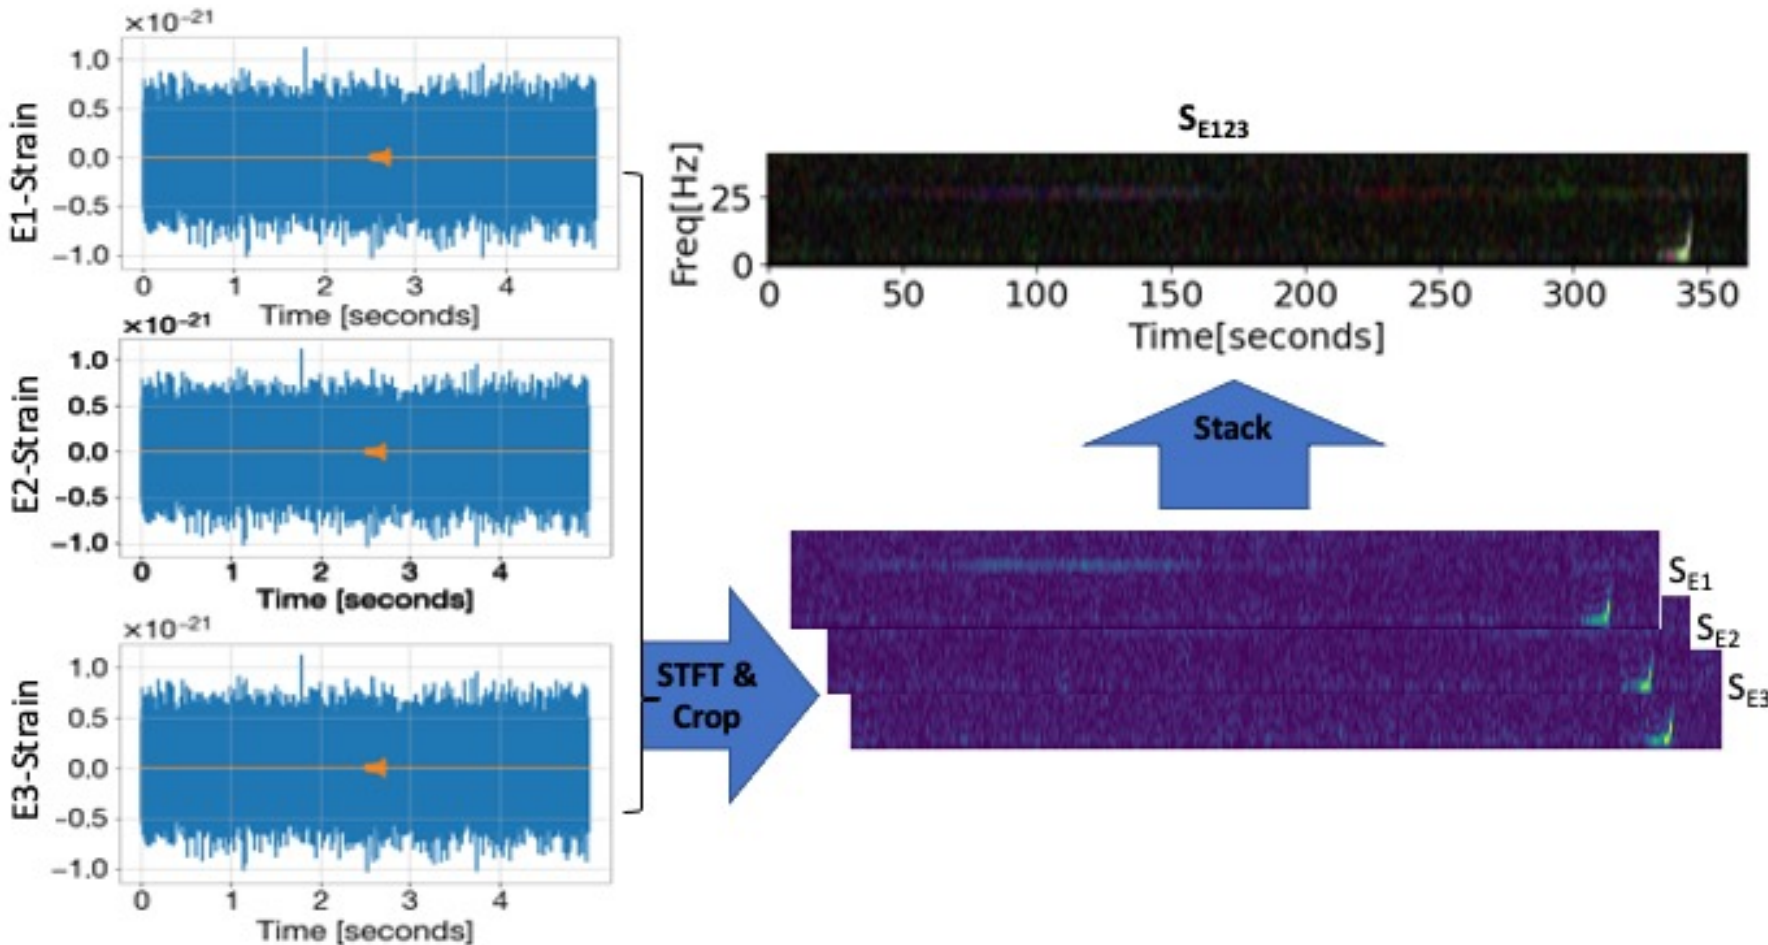 ×10⁻²¹
1.0
0.5
0.0
−0.5
−1.0
E1-Strain
0 1 2 3 4
Time [seconds]
×10⁻²¹
1.0
0.5
0.0
−0.5
−1.0
E2-Strain
0 1 2 3 4
Time [seconds]
×10⁻²¹
1.0
0.5
0.0
−0.5
−1.0
E3-Strain
0 1 2 3 4
Time [seconds]
STFT &
Crop
S_E1
S_E2
S_E3
Stack
S_E123
Freq[Hz]
25
0
0 50 100 150 200 250 300 350
Time[seconds]